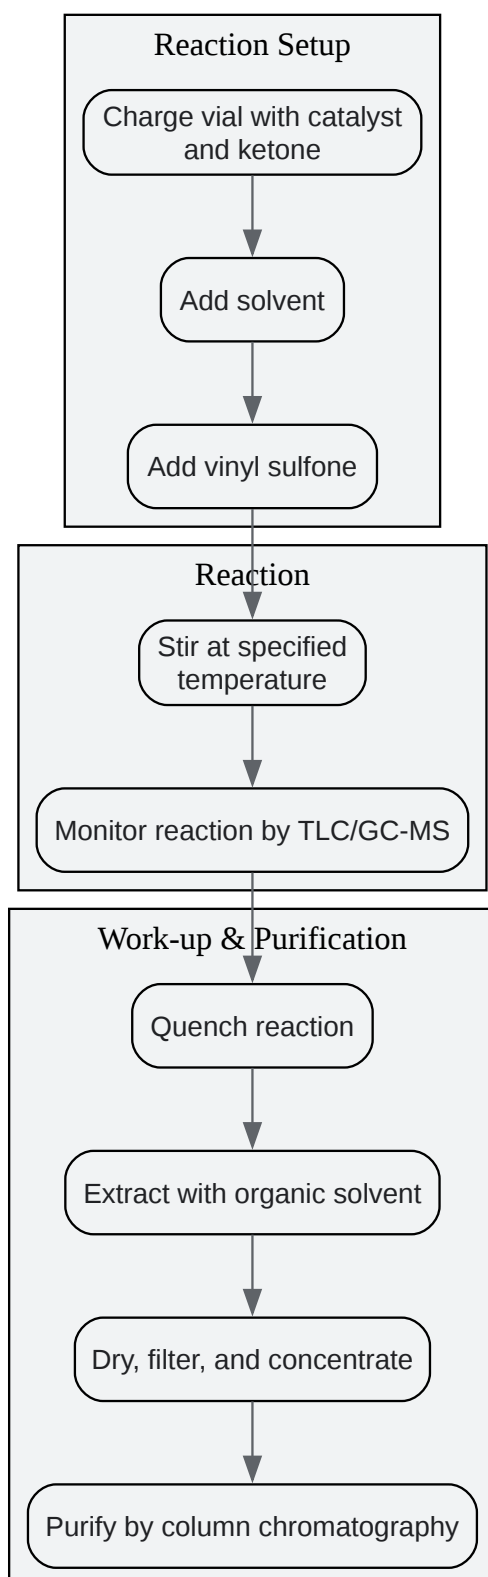 Reaction Setup
Charge vial with catalyst
and ketone
Add solvent
Add vinyl sulfone
Reaction
Stir at specified
temperature
Monitor reaction by TLC/GC-MS
Work-up & Purification
Quench reaction
Extract with organic solvent
Dry, filter, and concentrate
Purify by column chromatography